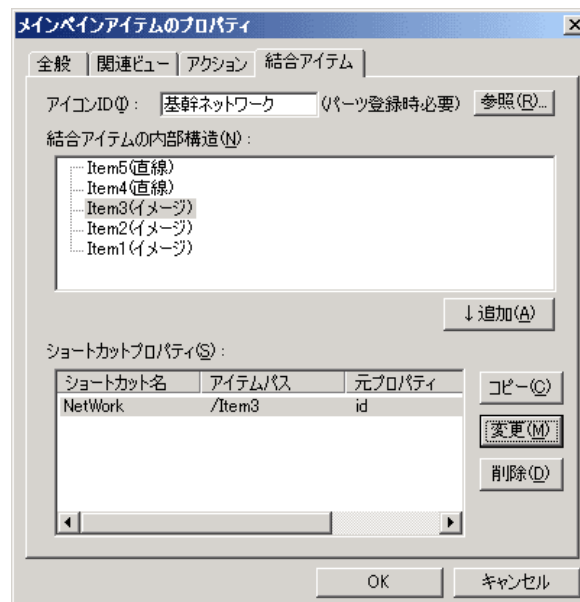 メインペインアイテムのプロパティ
全般 関連ビュー アクション 結合アイテム
アイコンID(I): 基幹ネットワーク (パーツ登録時必要) 参照(R)...
結合アイテムの内部構造(N):
Item5(直線)
Item4(直線)
Item3(イメージ)
Item2(イメージ)
Item1(イメージ)
↓追加(A)
ショートカットプロパティ(S):
ショートカット名 アイテムパス 元プロパティ
NetWork /Item3 id
コピー(C)
変更(M)
削除(D)
OK キャンセル